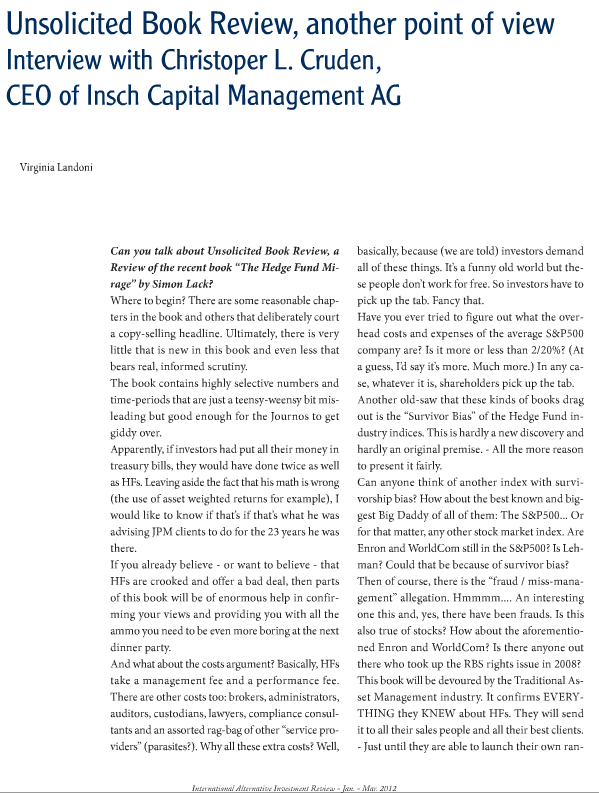 Unsolicited Book Review, another point of view
Interview with Christoper L. Cruden,
CEO of Insch Capital Management AG
Virginia Landoni
Can you talk about Unsolicited Book Review, a
Review of the recent book “The Hedge Fund Mi-
rage” by Simon Lack?
Where to begin? There are some reasonable chap-
ters in the book and others that deliberately court
a copy-selling headline. Ultimately, there is very
little that is new in this book and even less that
bears real, informed scrutiny.
The book contains highly selective numbers and
time-periods that are just a teensy-weensy bit mis-
leading but good enough for the Journos to get
giddy over.
Apparently, if investors had put all their money in
treasury bills, they would have done twice as well
as HFs. Leaving aside the fact that his math is wrong
(the use of asset weighted returns for example), I
would like to know if that's if that's what he was
advising JPM clients to do for the 23 years he was
there.
If you already believe - or want to believe - that
HFs are crooked and offer a bad deal, then parts
of this book will be of enormous help in confir-
ming your views and providing you with all the
ammo you need to be even more boring at the next
dinner party.
And what about the costs argument? Basically, HFs
take a management fee and a performance fee.
There are other costs too: brokers, administrators,
auditors, custodians, lawyers, compliance consul-
tants and an assorted rag-bag of other “service pro-
viders” (parasites?). Why all these extra costs? Well,
basically, because (we are told) investors demand
all of these things. It's a funny old world but the-
se people don't work for free. So investors have to
pick up the tab. Fancy that.
Have you ever tried to figure out what the over-
head costs and expenses of the average S&P500
company are? Is it more or less than 2/20%? (At
a guess, I'd say it's more. Much more.) In any ca-
se, whatever it is, shareholders pick up the tab.
Another old-saw that these kinds of books drag
out is the “Survivor Bias” of the Hedge Fund in-
dustry indices. This is hardly a new discovery and
hardly an original premise. - All the more reason
to present it fairly.
Can anyone think of another index with survi-
vorship bias? How about the best known and big-
gest Big Daddy of all of them: The S&P500... Or
for that matter, any other stock market index. Are
Enron and WorldCom still in the S&P500? Is Leh-
man? Could that be because of survivor bias?
Then of course, there is the “fraud / miss-mana-
gement” allegation. Hmmmm.... An interesting
one this and, yes, there have been frauds. Is this
also true of stocks? How about the aforementio-
ned Enron and WorldCom? Is there anyone out
there who took up the RBS rights issue in 2008?
This book will be devoured by the Traditional As-
set Management industry. It confirms EVERY-
THING they KNEW about HFs. They will send
it to all their sales people and all their best clients.
- Just until they are able to launch their own ran-
International Alternative Investment Review - Jan. - Mar. 2012